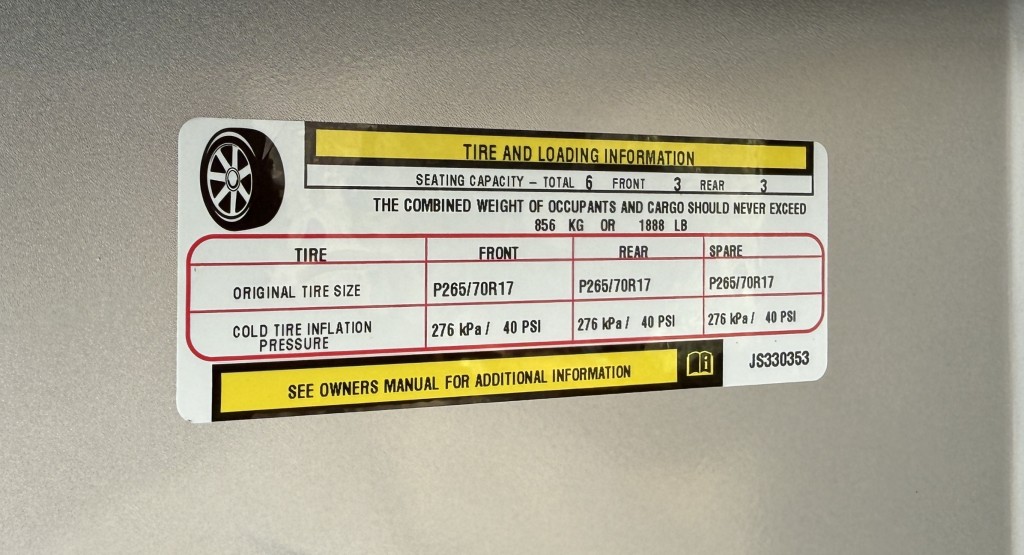 TIRE AND LOADING INFORMATION
SEATING CAPACITY – TOTAL 6 FRONT 3 REAR 3
THE COMBINED WEIGHT OF OCCUPANTS AND CARGO SHOULD NEVER EXCEED
856 KG OR 1888 LB
TIRE FRONT REAR SPARE
ORIGINAL TIRE SIZE P265/70R17 P265/70R17 P265/70R17
COLD TIRE INFLATION PRESSURE 276 kPa / 40 PSI 276 kPa / 40 PSI 276 kPa / 40 PSI
SEE OWNERS MANUAL FOR ADDITIONAL INFORMATION
JS330353